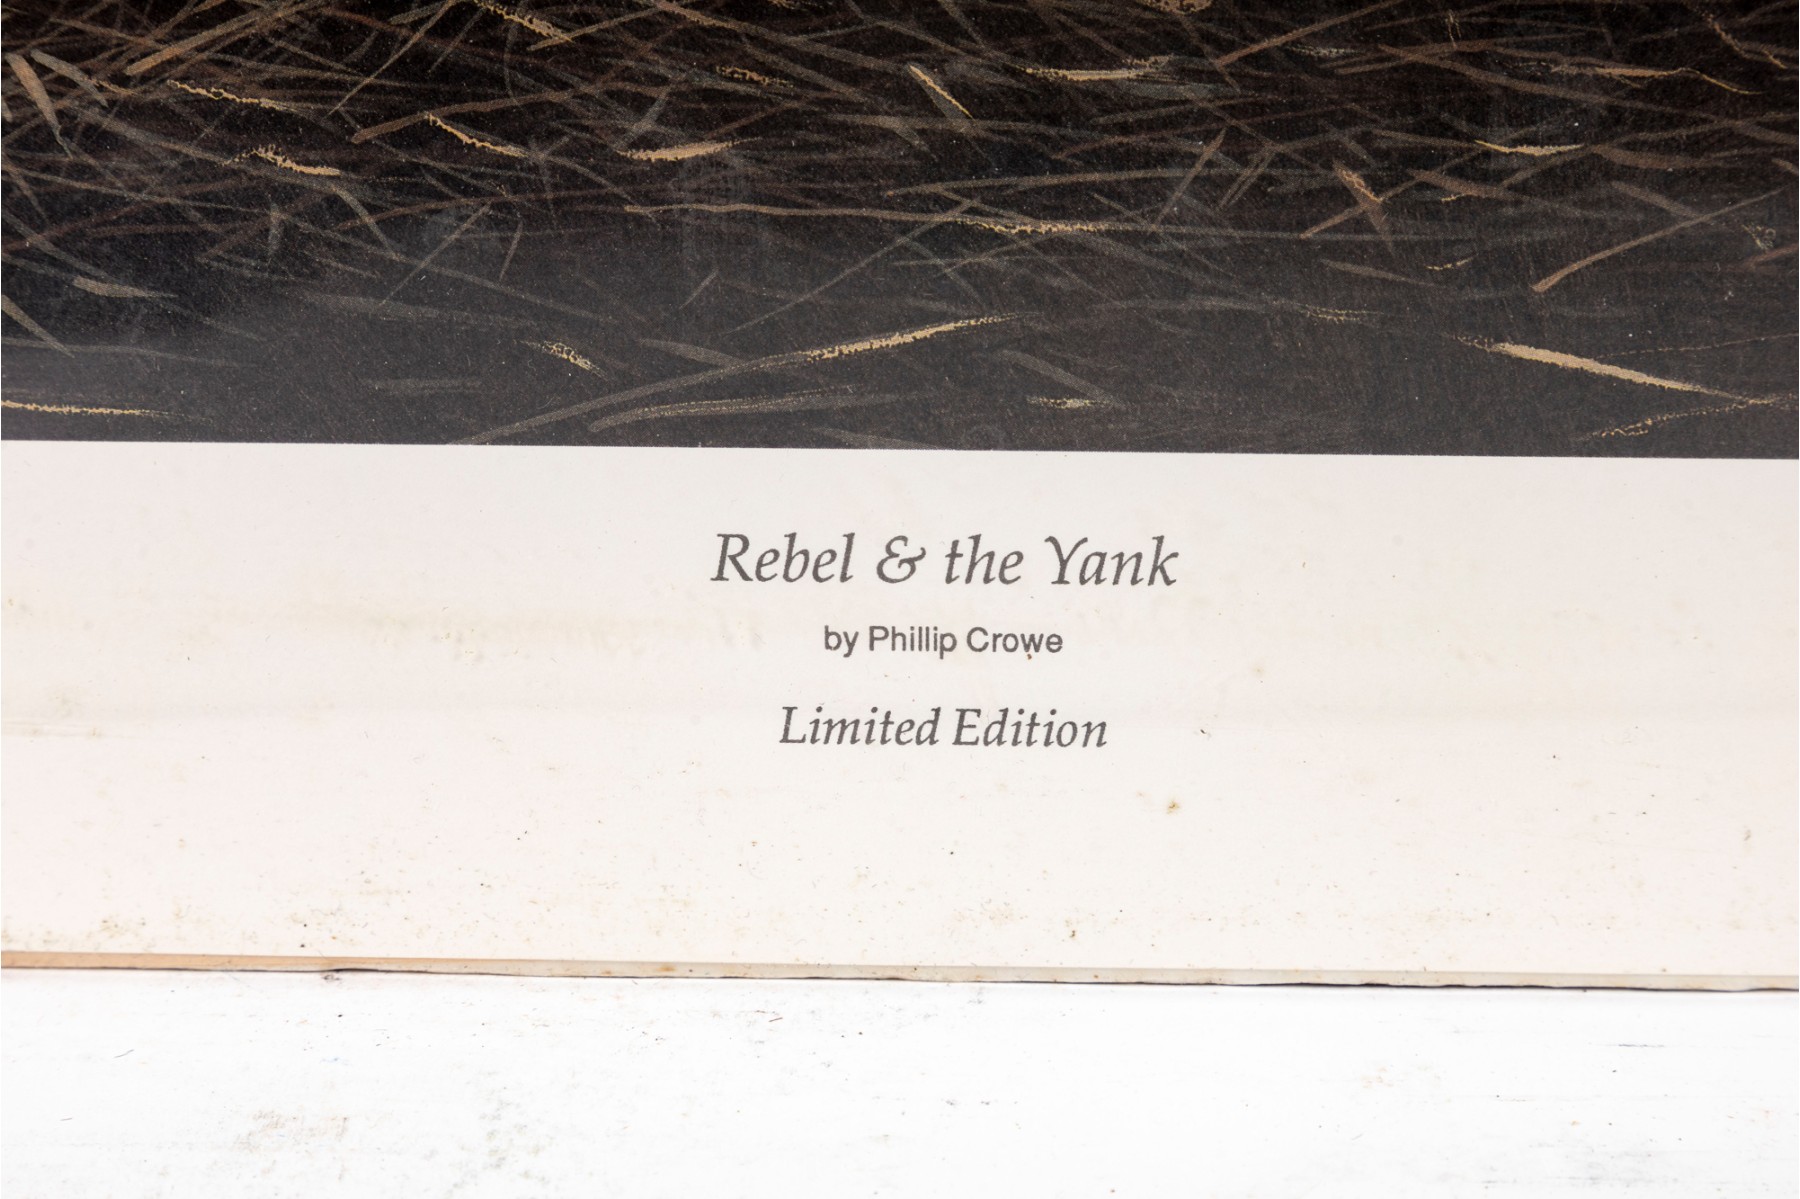 Rebel & the Yank
by Phillip Crowe
Limited Edition